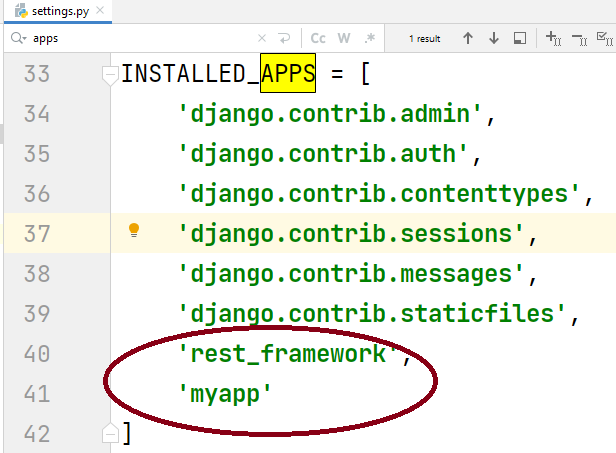 settings.py
apps
Cc W .* 1 result
33 INSTALLED_APPS = [
34 'django.contrib.admin',
35 'django.contrib.auth',
36 'django.contrib.contenttypes',
37 'django.contrib.sessions',
38 'django.contrib.messages',
39 'django.contrib.staticfiles',
40 'rest_framework',
41 'myapp'
42 ]